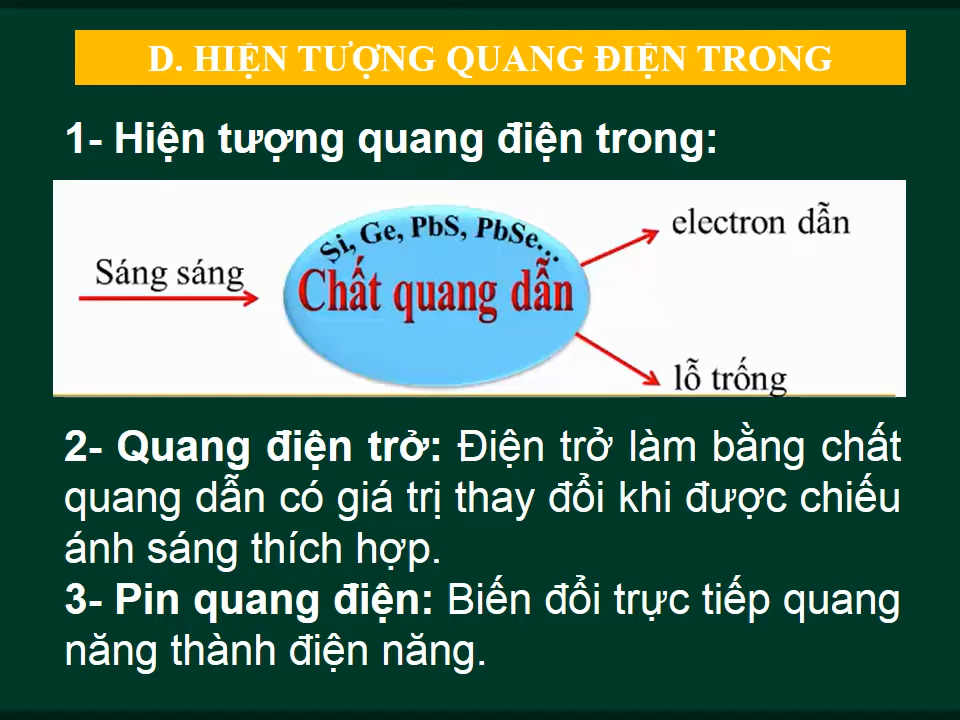 D. HIỆN TƯỢNG QUANG ĐIỆN TRONG
1- Hiện tượng quang điện trong:
Si, Ge, PbS, PbSe...
electron dẫn
Sáng sáng
Chất quang dẫn
lỗ trống
2- Quang điện trở: Điện trở làm bằng chất
quang dẫn có giá trị thay đổi khi được chiếu
ánh sáng thích hợp.
3- Pin quang điện: Biến đổi trực tiếp quang
năng thành điện năng.